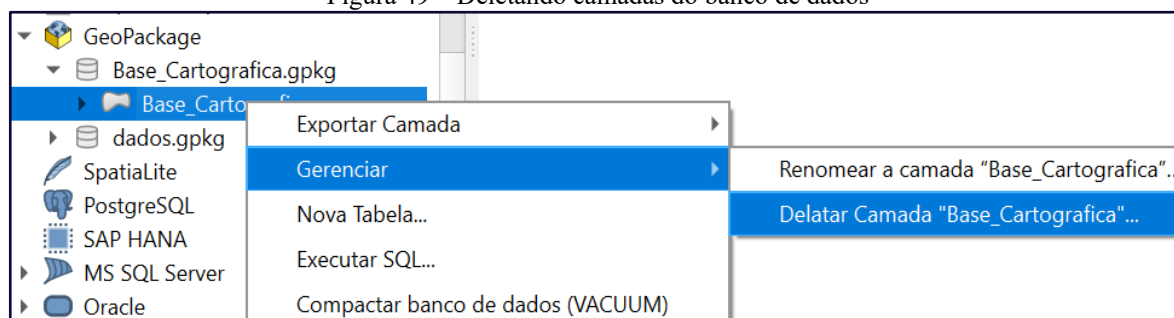 Figura 49 – Deletando camadas do banco de dados
GeoPackage
Base_Cartografica.gpkg
Base_Carto
dados.gpkg
SpatiaLite
PostgreSQL
SAP HANA
MS SQL Server
Oracle
Exportar Camada
Gerenciar
Nova Tabela...
Executar SQL...
Compactar banco de dados (VACUUM)
Renomear a camada “Base_Cartografica”..
Delatar Camada "Base_Cartografica"...